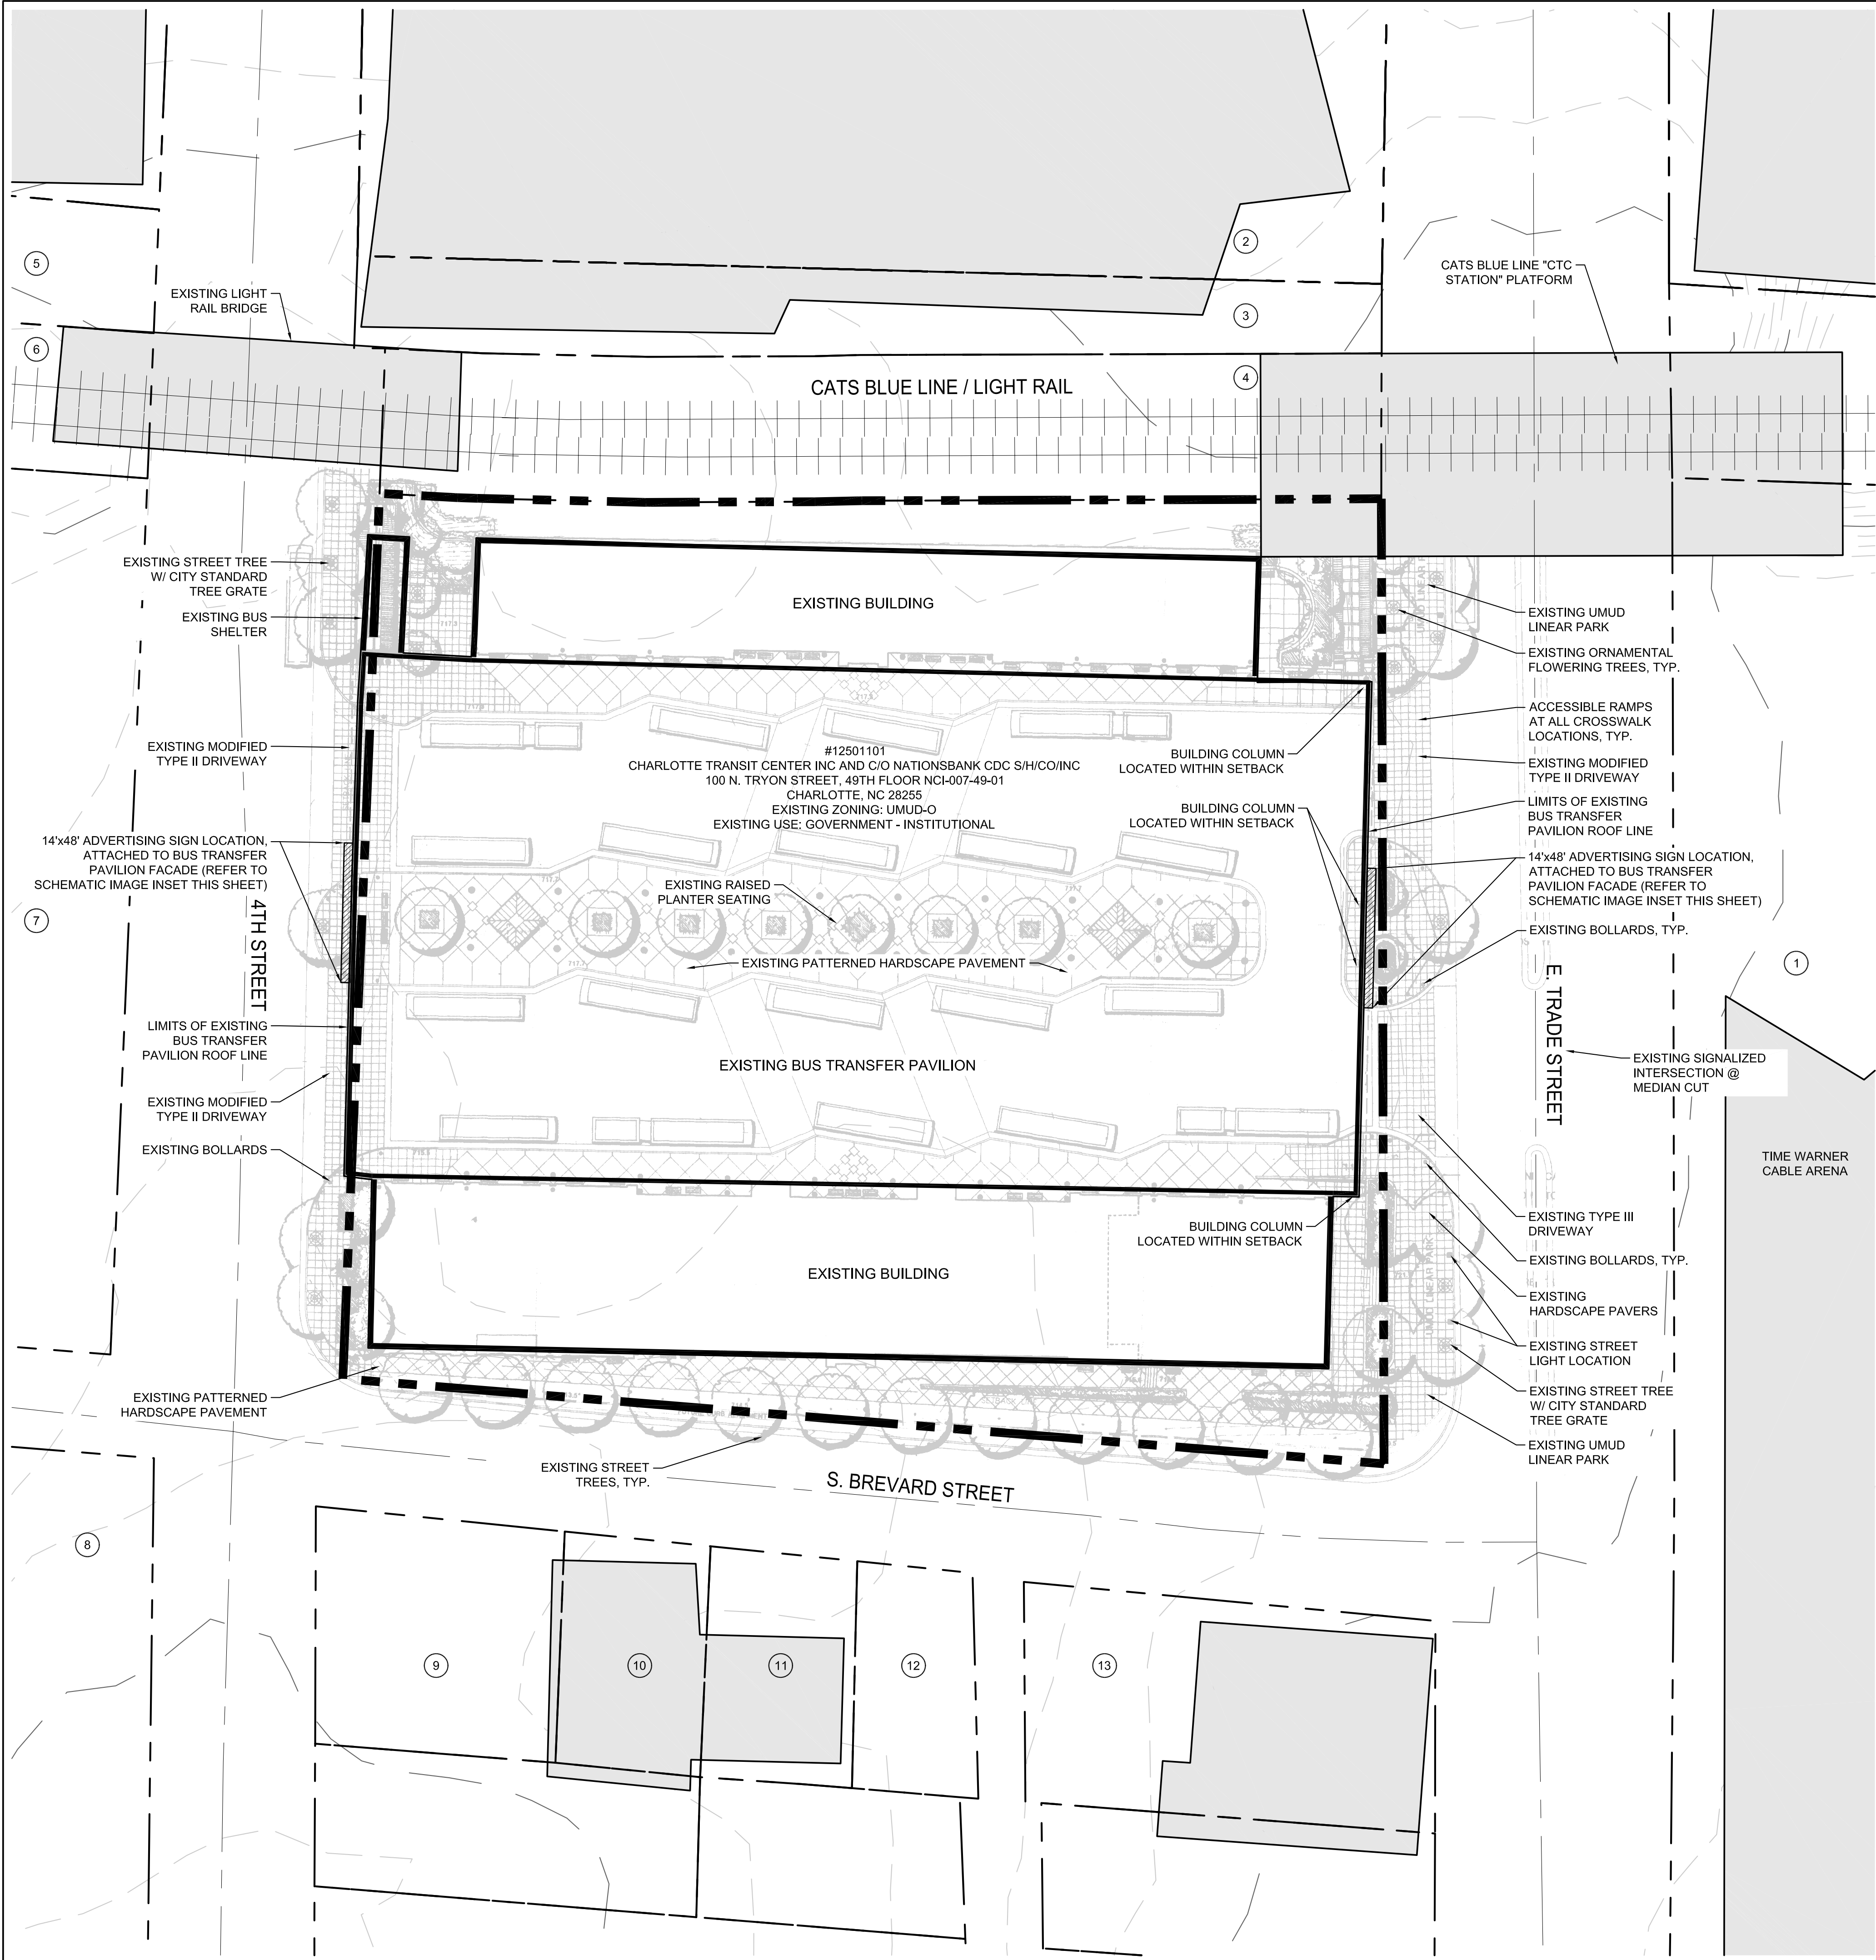 5
2
CATS BLUE LINE "CTC
STATION" PLATFORM
EXISTING LIGHT
RAIL BRIDGE
3
6
4
CATS BLUE LINE / LIGHT RAIL
EXISTING STREET TREE
W/ CITY STANDARD
TREE GRATE
EXISTING BUS
SHELTER
EXISTING BUILDING
717.3
EXISTING UMUD
LINEAR PARK
EXISTING ORNAMENTAL
FLOWERING TREES, TYP.
ACCESSIBLE RAMPS
AT ALL CROSSWALK
LOCATIONS, TYP.
EXISTING MODIFIED
TYPE II DRIVEWAY
#12501101
CHARLOTTE TRANSIT CENTER INC AND C/O NATIONSBANK CDC S/H/CO/INC
100 N. TRYON STREET, 49TH FLOOR NCI-007-49-01
CHARLOTTE, NC 28255
EXISTING ZONING: UMUD-O
EXISTING USE: GOVERNMENT - INSTITUTIONAL
BUILDING COLUMN
LOCATED WITHIN SETBACK
EXISTING MODIFIED
TYPE II DRIVEWAY
BUILDING COLUMN
LOCATED WITHIN SETBACK
LIMITS OF EXISTING
BUS TRANSFER
PAVILION ROOF LINE
14'x48' ADVERTISING SIGN LOCATION,
ATTACHED TO BUS TRANSFER
PAVILION FACADE (REFER TO
SCHEMATIC IMAGE INSET THIS SHEET)
14'x48' ADVERTISING SIGN LOCATION,
ATTACHED TO BUS TRANSFER
PAVILION FACADE (REFER TO
SCHEMATIC IMAGE INSET THIS SHEET)
EXISTING RAISED
PLANTER SEATING
7
4TH STREET
EXISTING BOLLARDS, TYP.
717.7
EXISTING PATTERNED HARDSCAPE PAVEMENT
1
E. TRADE STREET
LIMITS OF EXISTING
BUS TRANSFER
PAVILION ROOF LINE
EXISTING BUS TRANSFER PAVILION
EXISTING SIGNALIZED
INTERSECTION @
MEDIAN CUT
EXISTING MODIFIED
TYPE II DRIVEWAY
EXISTING BOLLARDS
TIME WARNER
CABLE ARENA
BUILDING COLUMN
LOCATED WITHIN SETBACK
EXISTING TYPE III
DRIVEWAY
EXISTING BOLLARDS, TYP.
EXISTING BUILDING
UMUD LINEAR PARK
EXISTING
HARDSCAPE PAVERS
EXISTING STREET
LIGHT LOCATION
EXISTING PATTERNED
HARDSCAPE PAVEMENT
EXISTING STREET TREE
W/ CITY STANDARD
TREE GRATE
EXISTING UMUD
LINEAR PARK
EXISTING STREET
TREES, TYP.
S. BREVARD STREET
8
9
10
11
12
13